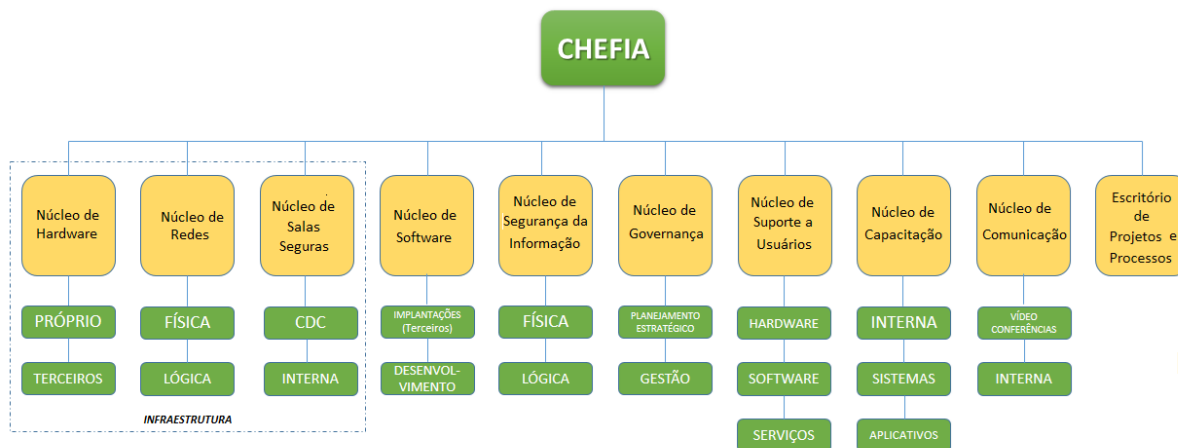 CHEFIA
Núcleo de
Hardware
Núcleo de
Redes
Núcleo de
Salas
Seguras
Núcleo de
Software
Núcleo de
Segurança da
Informação
Núcleo de
Governança
Núcleo de
Suporte a
Usuários
Núcleo de
Capacitação
Núcleo de
Comunicação
Escritório
de
Projetos e
Processos
PRÓPRIO
FÍSICA
CDC
IMPLANTAÇÕES
(Terceiros)
FÍSICA
PLANEJAMENTO
ESTRATÉGICO
HARDWARE
INTERNA
VÍDEO
CONFERÊNCIAS
TERCEIROS
LÓGICA
INTERNA
DESENVOL-
VIMENTO
LÓGICA
GESTÃO
SOFTWARE
SISTEMAS
INTERNA
INFRAESTRUTURA
SERVIÇOS
APLICATIVOS